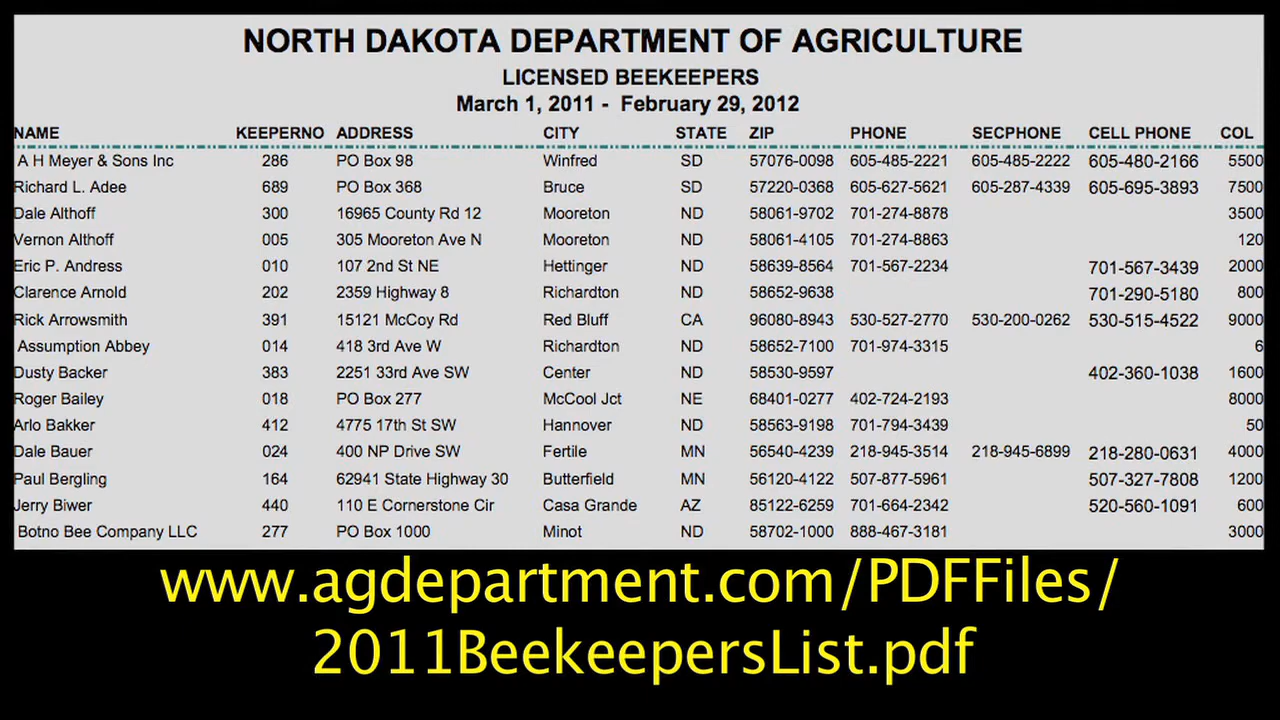 NORTH DAKOTA DEPARTMENT OF AGRICULTURE
LICENSED BEEKEEPERS
March 1, 2011 - February 29, 2012
NAME KEEPERNO ADDRESS CITY STATE ZIP PHONE SECPHONE CELL PHONE COL
A H Meyer & Sons Inc 286 PO Box 98 Winfred SD 57076-0098 605-485-2221 605-485-2222 605-480-2166 5500
Richard L. Adee 689 PO Box 368 Bruce SD 57220-0368 605-627-5621 605-287-4339 605-695-3893 7500
Dale Althoff 300 16965 County Rd 12 Mooreton ND 58061-9702 701-274-8878 3500
Vernon Althoff 005 305 Mooreton Ave N Mooreton ND 58061-4105 701-274-8863 120
Eric P. Andress 010 107 2nd St NE Hettinger ND 58639-8564 701-567-2234 701-567-3439 2000
Clarence Arnold 202 2359 Highway 8 Richardton ND 58652-9638 701-290-5180 800
Rick Arrowsmith 391 15121 McCoy Rd Red Bluff CA 96080-8943 530-527-2770 530-200-0262 530-515-4522 9000
Assumption Abbey 014 418 3rd Ave W Richardton ND 58652-7100 701-974-3315 6
Dusty Backer 383 2251 33rd Ave SW Center ND 58530-9597 402-360-1038 1600
Roger Bailey 018 PO Box 277 McCool Jct NE 68401-0277 402-724-2193 8000
Arlo Bakker 412 4775 17th St SW Hannover ND 58563-9198 701-794-3439 50
Dale Bauer 024 400 NP Drive SW Fertile MN 56540-4239 218-945-3514 218-945-6899 218-280-0631 4000
Paul Bergling 164 62941 State Highway 30 Butterfield MN 56120-4122 507-877-5961 507-327-7808 1200
Jerry Biwer 440 110 E Cornerstone Cir Casa Grande AZ 85122-6259 701-664-2342 520-560-1091 600
Botno Bee Company LLC 277 PO Box 1000 Minot ND 58702-1000 888-467-3181 3000
www.agdepartment.com/PDFFiles/
2011BeekeepersList.pdf